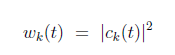 w_k(t) = |c_k(t)|^2